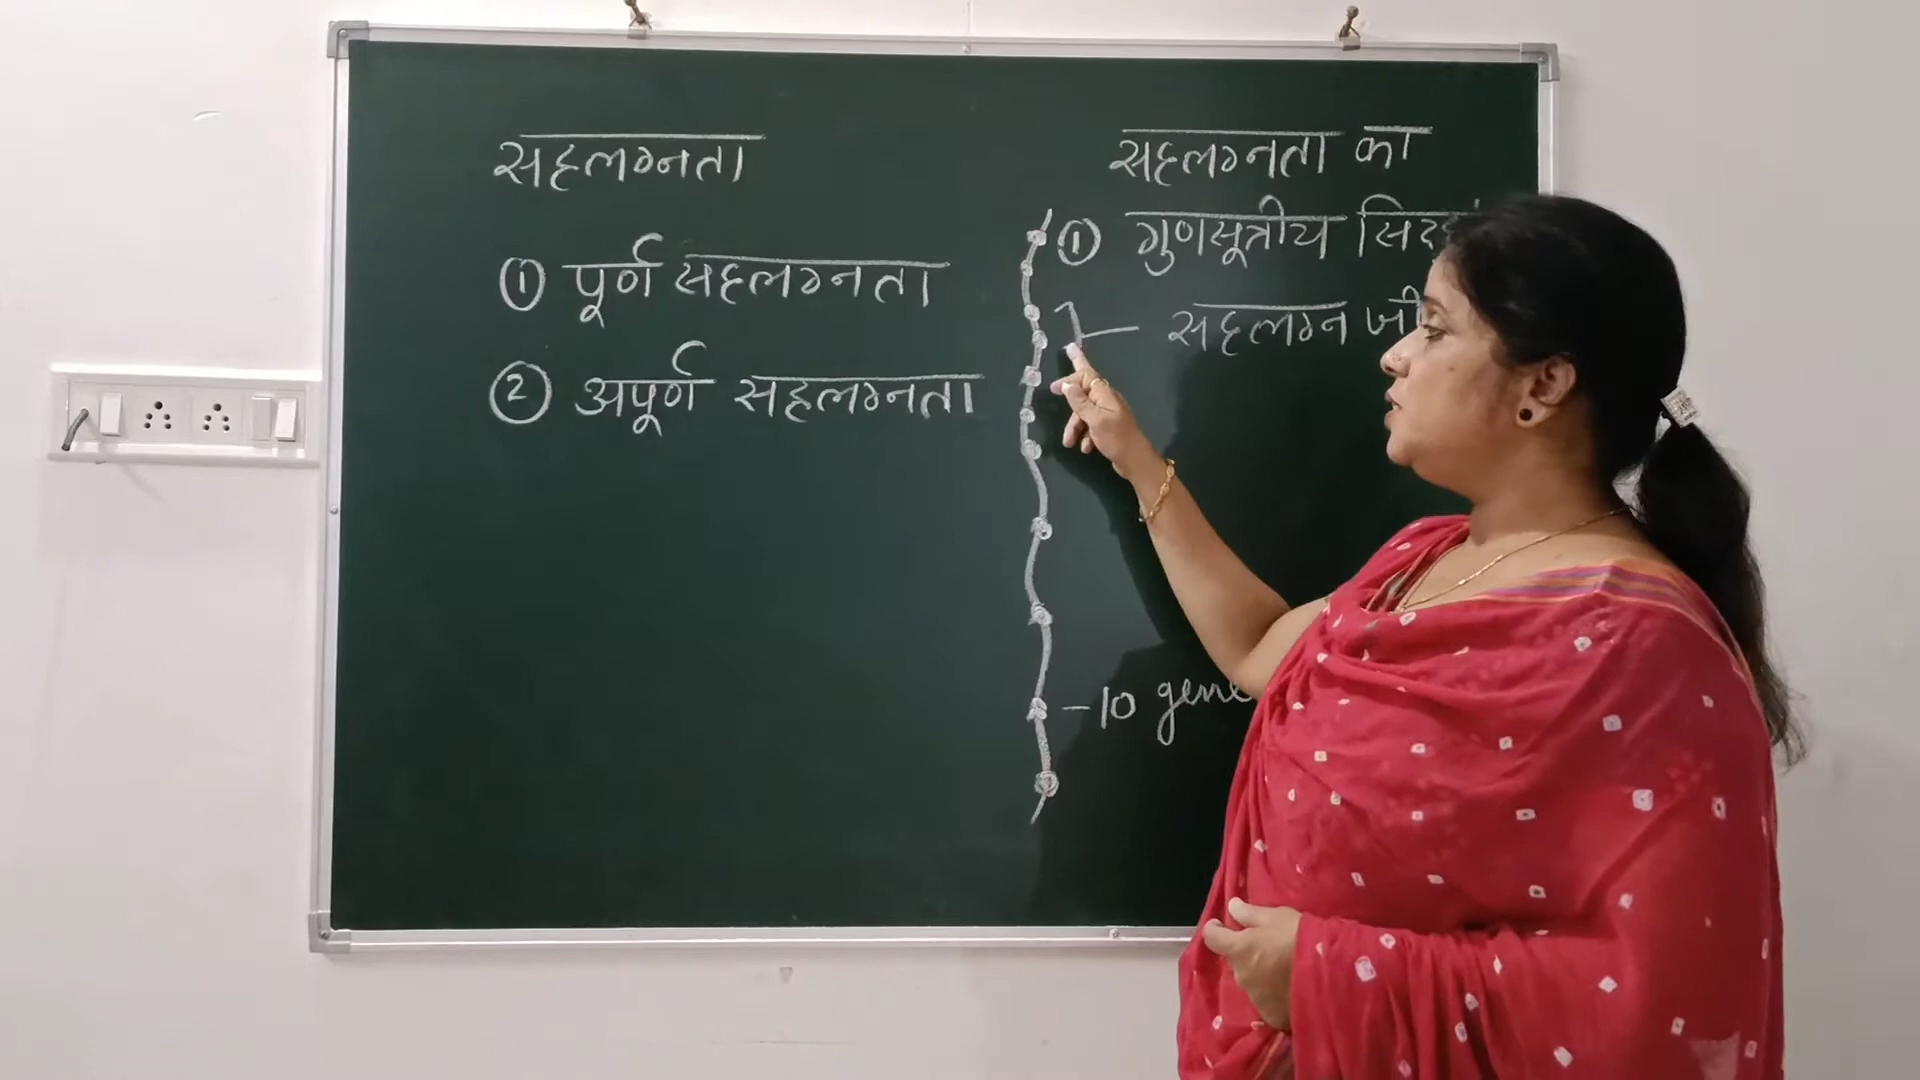 सहलग्नता
① पूर्ण सहलग्नता
② अपूर्ण सहलग्नता
सहलग्नता का
① गुणसूत्रीय
सहलग्न
-10 gene